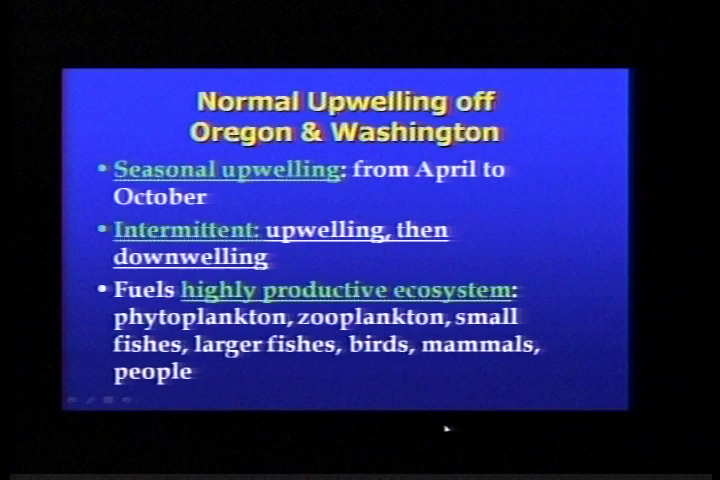 Normal Upwelling off
Oregon & Washington
• Seasonal upwelling: from April to
October
• Intermittent: upwelling, then
downwelling
• Fuels highly productive ecosystem:
phytoplankton, zooplankton, small
fishes, larger fishes, birds, mammals,
people